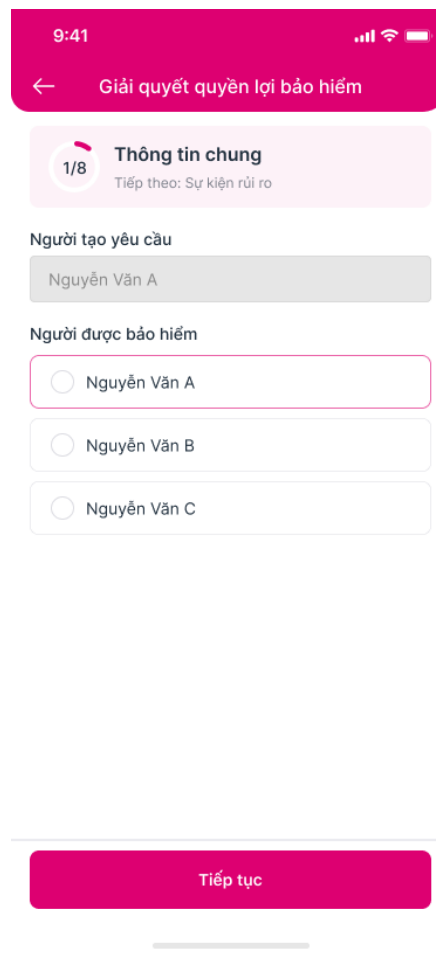 9:41
Giải quyết quyền lợi bảo hiểm
1/8
Thông tin chung
Tiếp theo: Sự kiện rủi ro
Người tạo yêu cầu
Nguyễn Văn A
Người được bảo hiểm
Nguyễn Văn A
Nguyễn Văn B
Nguyễn Văn C
Tiếp tục